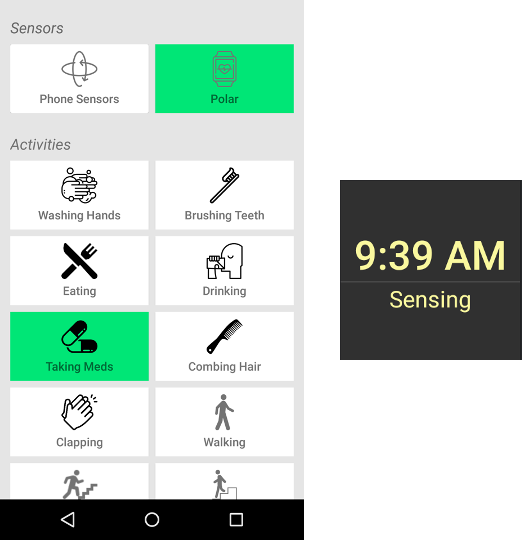 Sensors
Phone Sensors
Polar
Activities
Washing Hands
Brushing Teeth
Eating
Drinking
Taking Meds
Combing Hair
Clapping
Walking
9:39 AM
Sensing